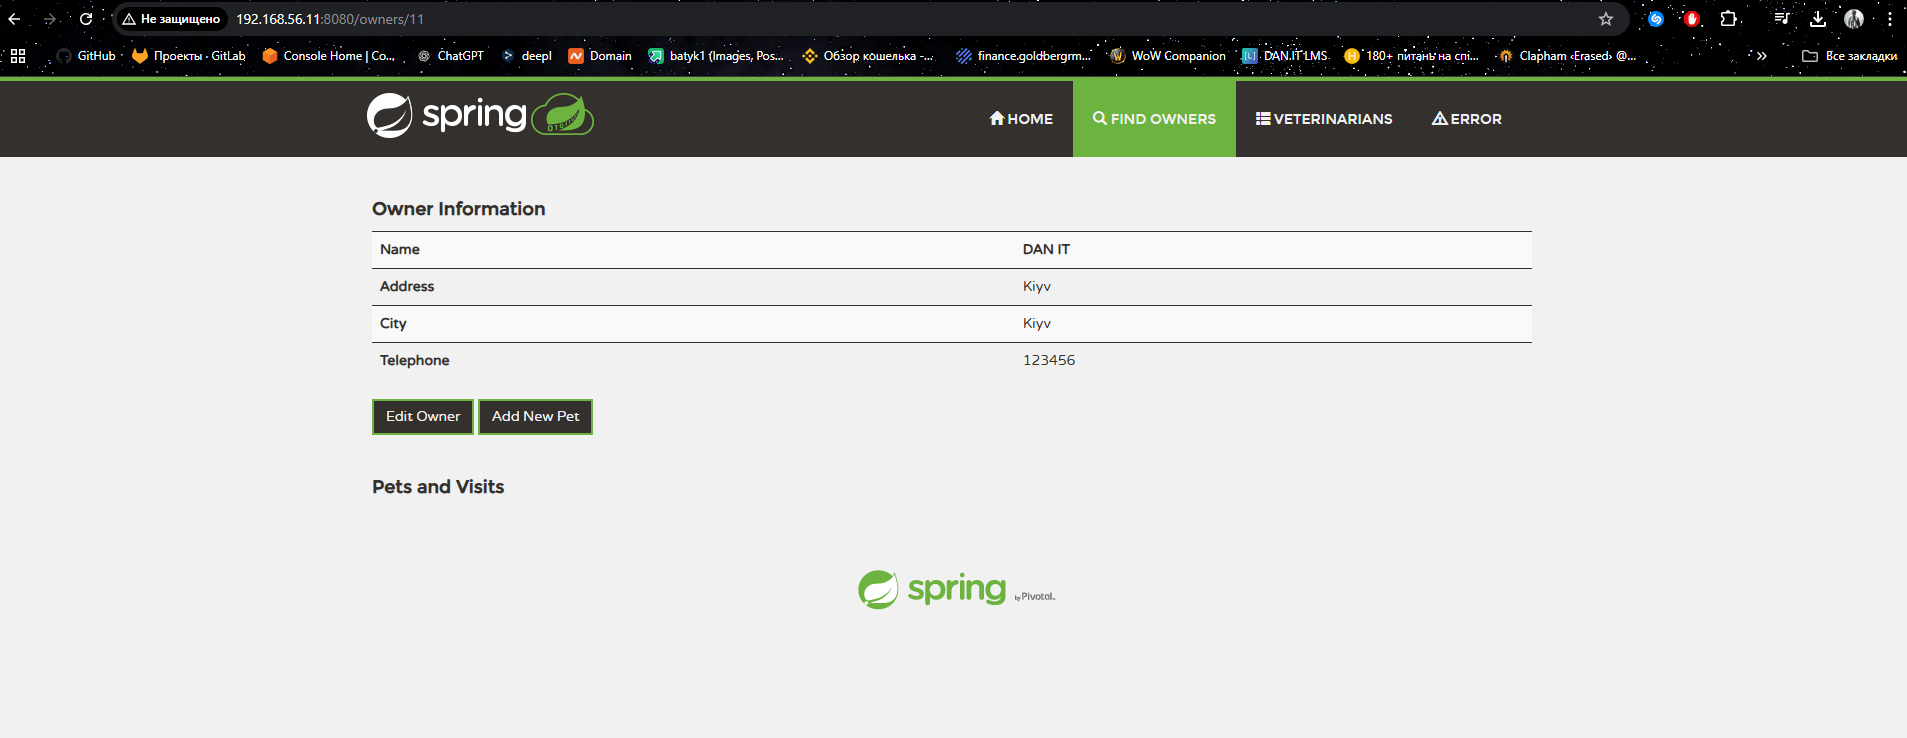 Не защищено 192.168.56.11:8080/owners/11
GitHub Проекты · GitLab Console Home | Co... ChatGPT deepl Domain batyk1 (Images, Pos... Обзор кошелька -... finance.goldbergrm... WoW Companion DAN.IT LMS 180+ питань на спі... Clapham ‹Erased› @... » Все закладки
spring HOME FIND OWNERS VETERINARIANS ERROR
Owner Information
Name DAN IT
Address Kiyv
City Kiyv
Telephone 123456
Edit Owner Add New Pet
Pets and Visits
spring by Pivotal